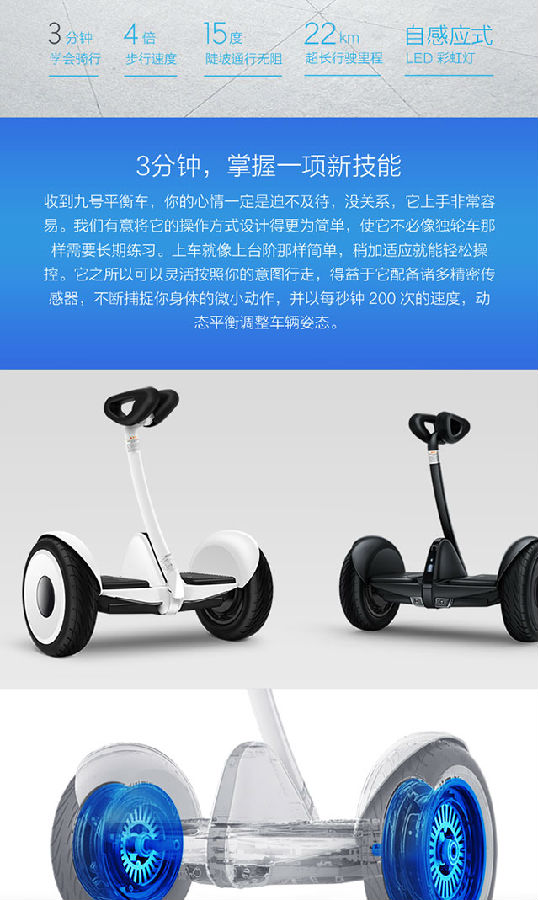 3分钟 4倍 15度 22km 自感应式
学会骑行 步行速度 陡坡通行无阻 超长行驶里程 LED 彩虹灯
3分钟，掌握一项新技能
收到九号平衡车，你的心情一定是迫不及待，没关系，它上手非常容
易。我们有意将它的操作方式设计得更为简单，使它不必像独轮车那
样需要长期练习。上车就像上台阶那样简单，稍加适应就能轻松操
控。它之所以可以灵活按照你的意图行走，得益于它配备诸多精密传
感器，不断捕捉你身体的微小动作，并以每秒钟 200 次的速度，动
态平衡调整车辆姿态。